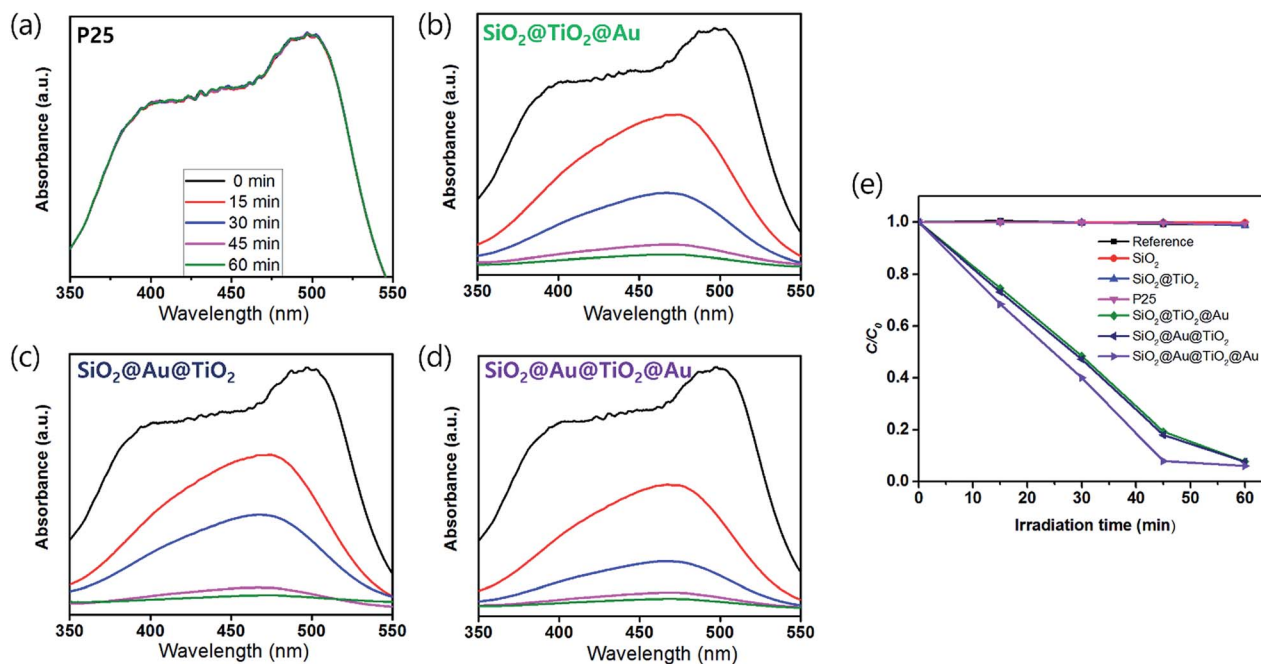 (a)
P25
Absorbance (a.u.)
0 min
15 min
30 min
45 min
60 min
350 400 450 500 550
Wavelength (nm)
(b)
SiO₂@TiO₂@Au
Absorbance (a.u.)
350 400 450 500 550
Wavelength (nm)
(c)
SiO₂@Au@TiO₂
Absorbance (a.u.)
350 400 450 500 550
Wavelength (nm)
(d)
SiO₂@Au@TiO₂@Au
Absorbance (a.u.)
350 400 450 500 550
Wavelength (nm)
(e)
C/C₀
1.0
0.8
0.6
0.4
0.2
0.0
Reference
SiO₂
SiO₂@TiO₂
P25
SiO₂@TiO₂@Au
SiO₂@Au@TiO₂
SiO₂@Au@TiO₂@Au
0 10 20 30 40 50 60
Irradiation time (min)